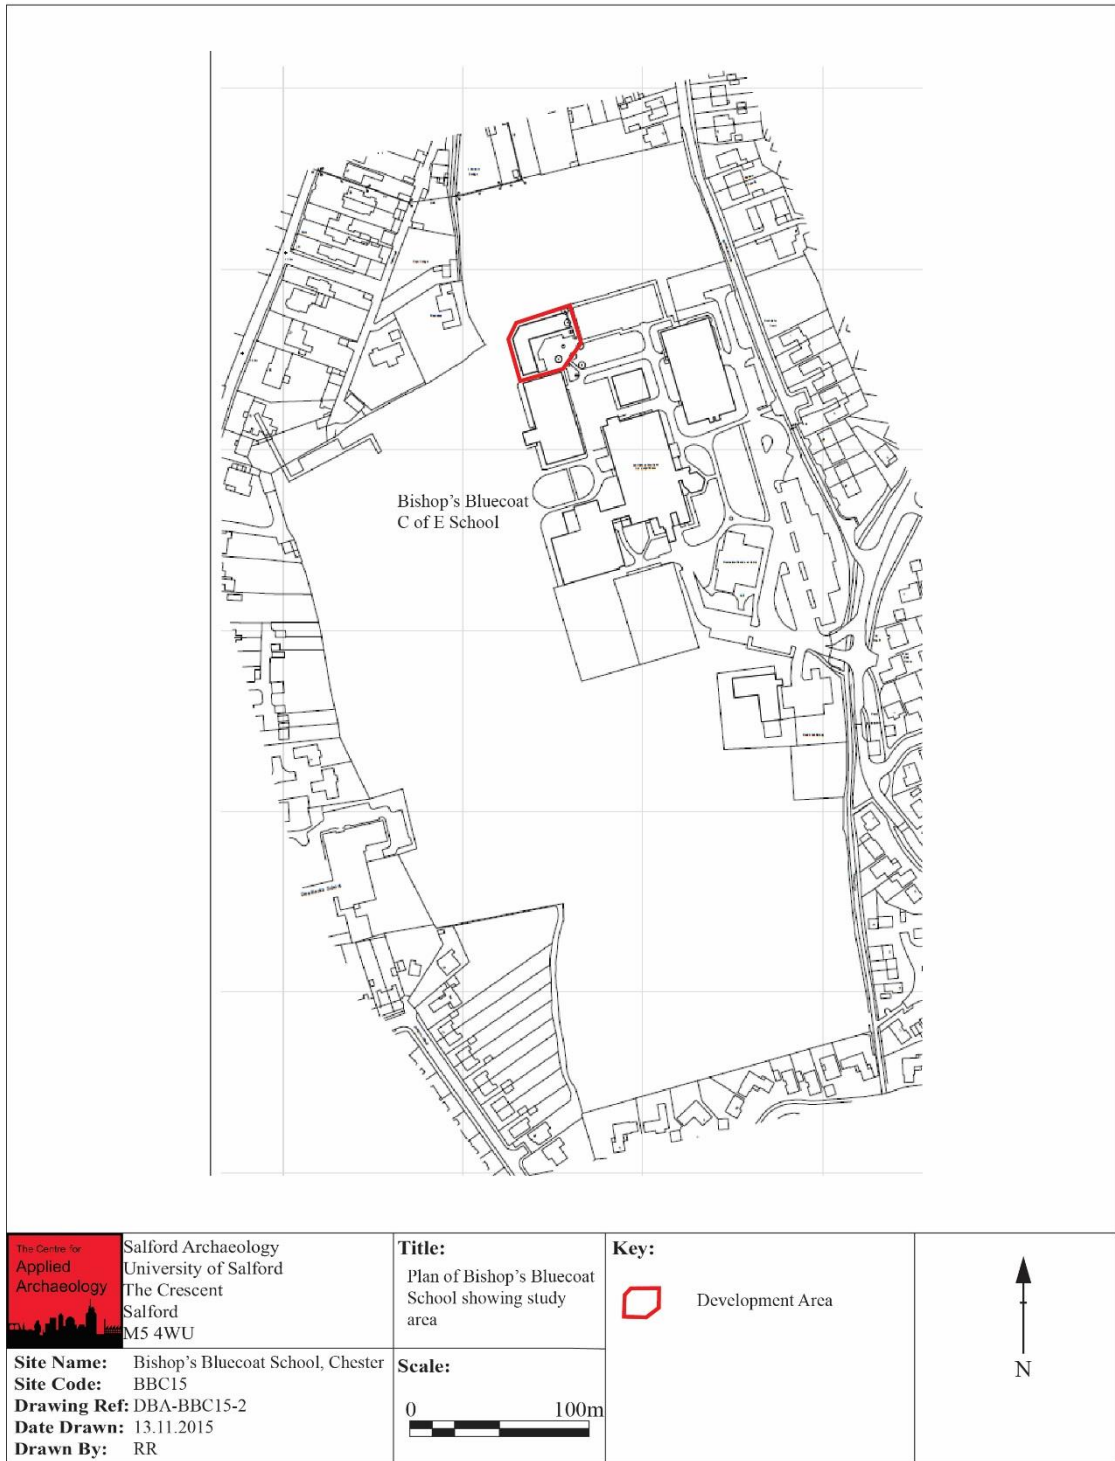 Bishop's Bluecoat
C of E School
The Centre for
Applied
Archaeology
Salford Archaeology
University of Salford
The Crescent
Salford
M5 4WU
Title:
Plan of Bishop's Bluecoat
School showing study
area
Key:
Development Area
Site Name: Bishop's Bluecoat School, Chester
Site Code: BBC15
Drawing Ref: DBA-BBC15-2
Date Drawn: 13.11.2015
Drawn By: RR
Scale:
0 100m
N